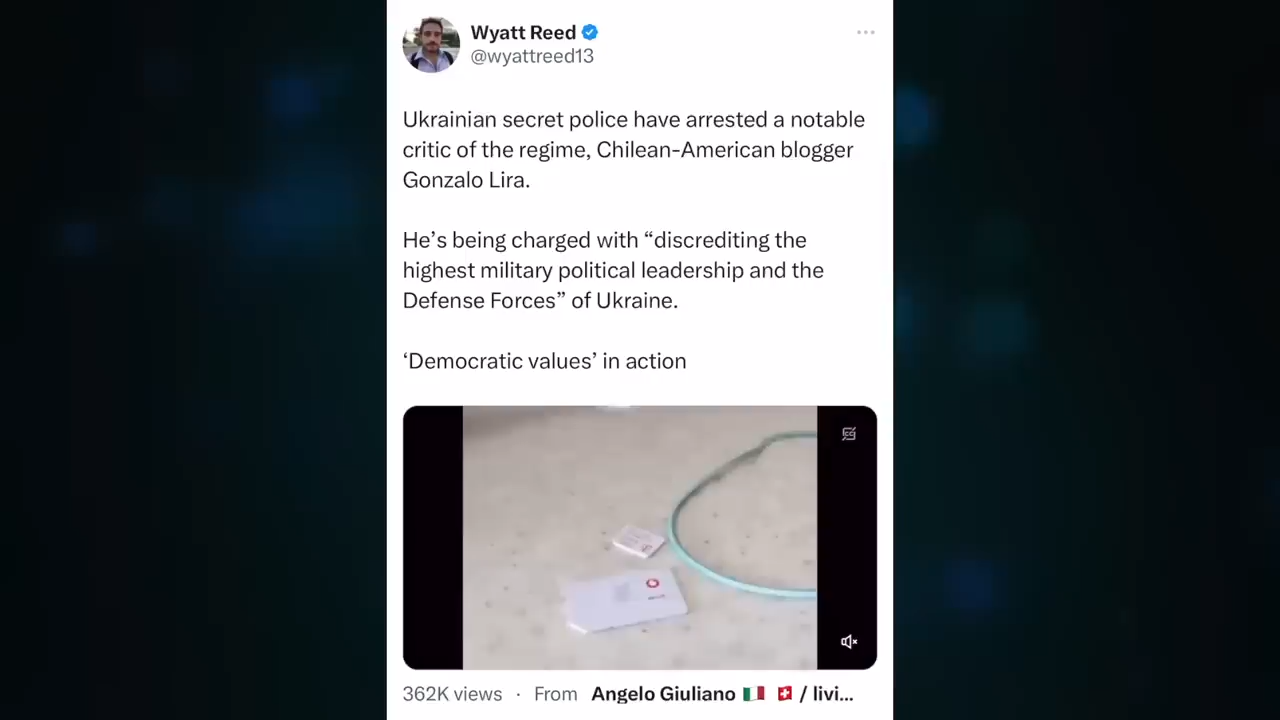 Wyatt Reed
@wyattreed13
Ukrainian secret police have arrested a notable
critic of the regime, Chilean-American blogger
Gonzalo Lira.
He’s being charged with “discrediting the
highest military political leadership and the
Defense Forces” of Ukraine.
‘Democratic values’ in action
362K views · From Angelo Giuliano 🇮🇹 🇨🇭 / livi...